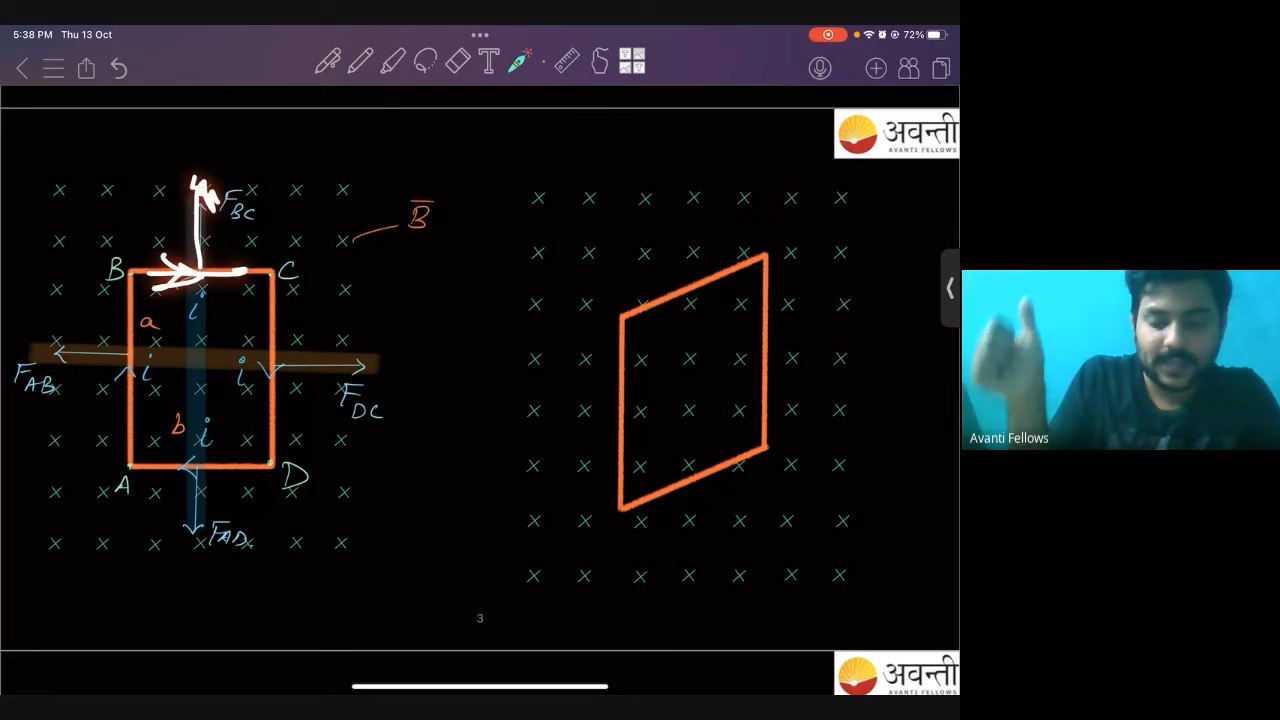 5:38 PM Thu 13 Oct
72%
T
अवन्ती
AVANTI FELLOWS
F_BC
B̅
B
C
i
a
i
i
F_AB
F_DC
b
i
A
D
F_AD
Avanti Fellows
3
अवन्ती
AVANTI FELLOWS